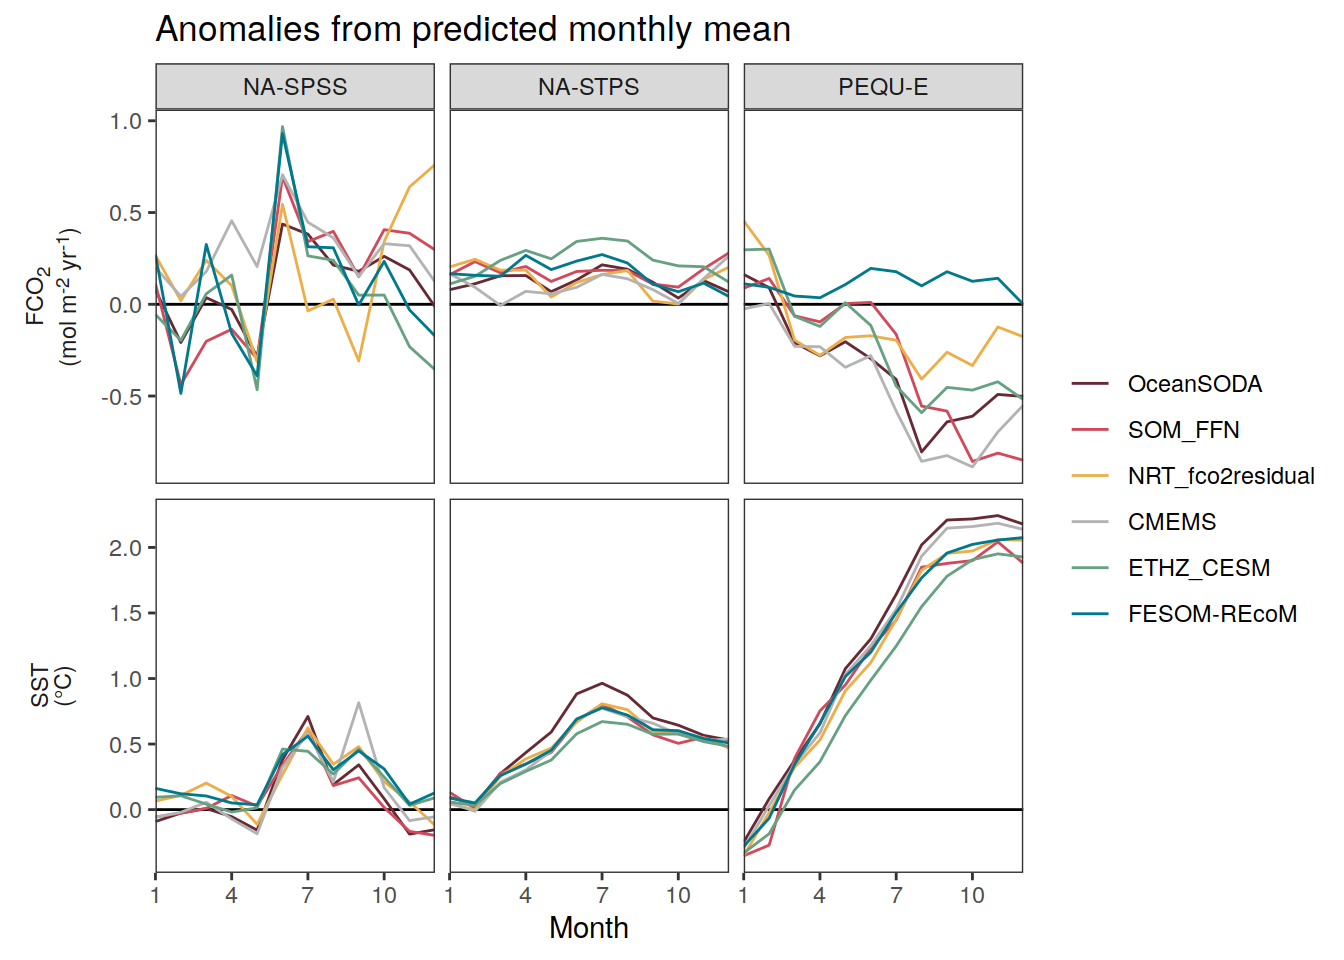 Anomalies from predicted monthly mean
NA-SPSS
NA-STPS
PEQU-E
FCO2
(mol m-2 yr-1)
1.0
0.5
0.0
-0.5
SST
(°C)
2.0
1.5
1.0
0.5
0.0
1 4 7 10
1 4 7 10
1 4 7 10
Month
OceanSODA
SOM_FFN
NRT_fco2residual
CMEMS
ETHZ_CESM
FESOM-REcoM